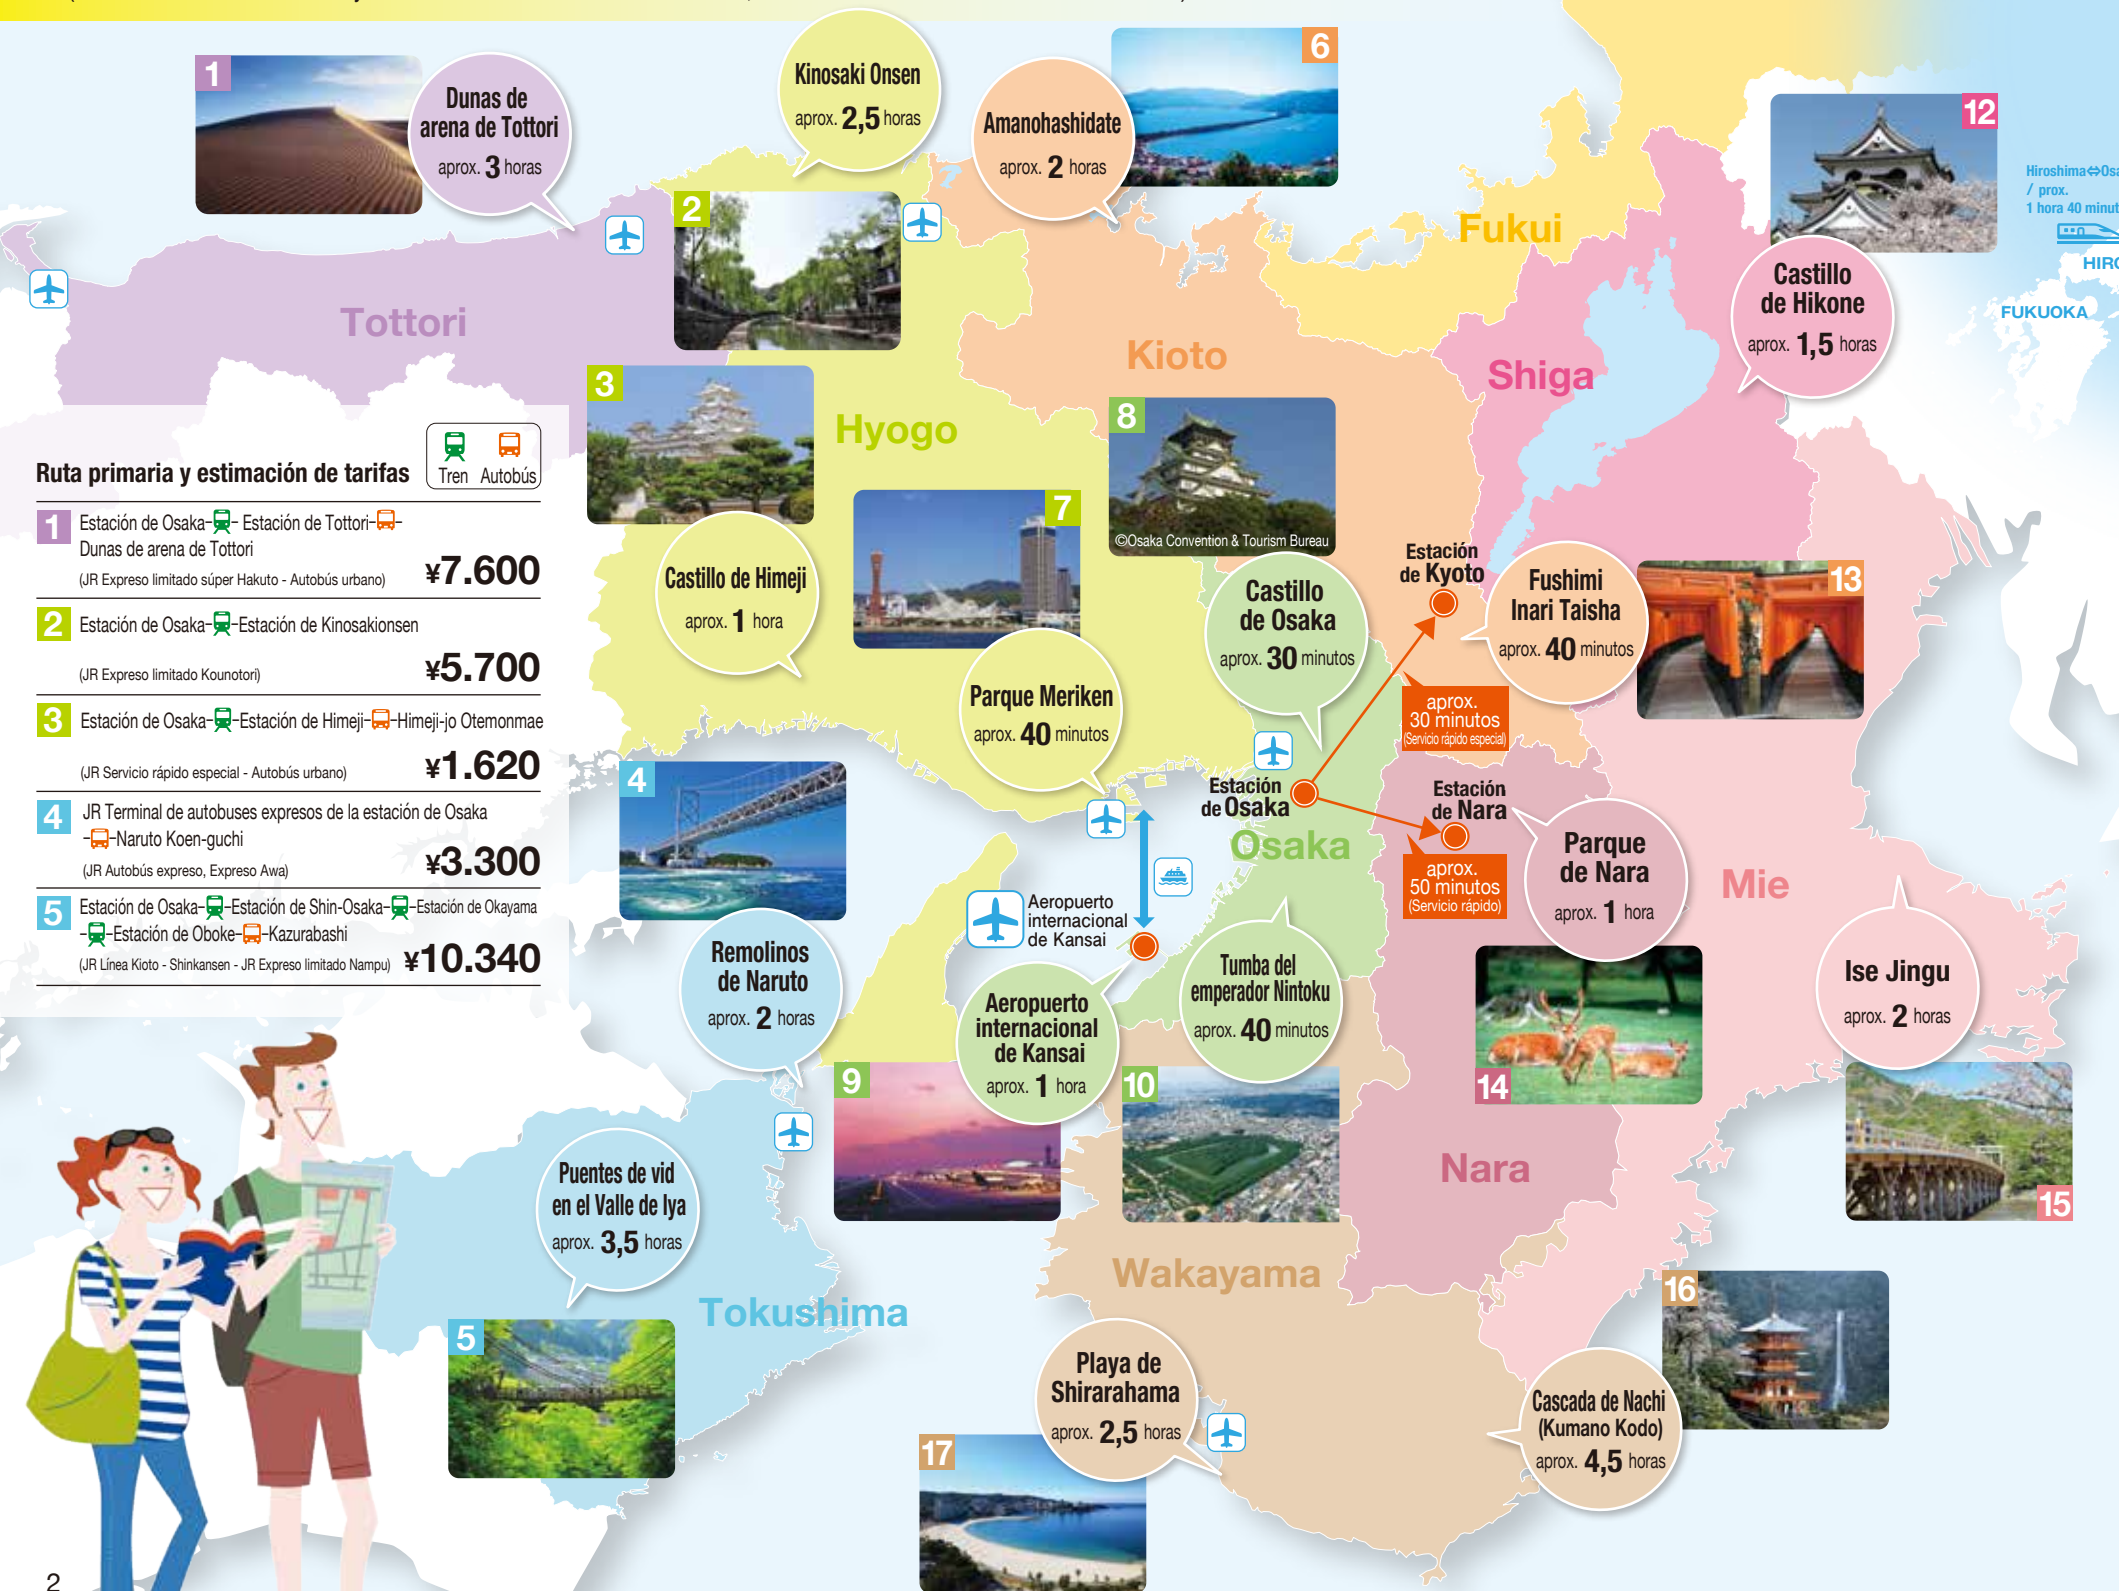 1
Dunas de
arena de Tottori
aprox. 3 horas
Kinosaki Onsen
aprox. 2,5 horas
Amanohashidate
aprox. 2 horas
6
12
Castillo
de Hikone
aprox. 1,5 horas
/ prox.
FUKUOKA
2
Tottori
Fukui
Kioto
Shiga
Hyogo
3
Castillo de Himeji
aprox. 1 hora
7
Parque Meriken
aprox. 40 minutos
8
©Osaka Convention & Tourism Bureau
Castillo
de Osaka
aprox. 30 minutos
Estación
de Kyoto
Fushimi
Inari Taisha
aprox. 40 minutos
13
aprox.
30 minutos
(Servicio rápido especial)
Ruta primaria y estimación de tarifas
Tren Autobús
1
Estación de Osaka- - Estación de Tottori- -
Dunas de arena de Tottori
(JR Expreso limitado súper Hakuto - Autobús urbano) ¥7.600
2
Estación de Osaka- -Estación de Kinosakionsen
(JR Expreso limitado Kounotori) ¥5.700
3
Estación de Osaka- -Estación de Himeji- -Himeji-jo Otemonmae
(JR Servicio rápido especial - Autobús urbano) ¥1.620
4
JR Terminal de autobuses expresos de la estación de Osaka
- -Naruto Koen-guchi
(JR Autobús expreso, Expreso Awa) ¥3.300
5
Estación de Osaka- -Estación de Shin-Osaka- -Estación de Okayama
- -Estación de Oboke- -Kazurabashi
(JR Línea Kioto - Shinkansen - JR Expreso limitado Nampu) ¥10.340
4
Remolinos
de Naruto
aprox. 2 horas
Estación
de Osaka
Osaka
Estación
de Nara
aprox.
50 minutos
(Servicio rápido)
Parque
de Nara
aprox. 1 hora
14
Mie
Ise Jingu
aprox. 2 horas
15
Aeropuerto
internacional
de Kansai
Aeropuerto
internacional
de Kansai
aprox. 1 hora
9
Tumba del
emperador Nintoku
aprox. 40 minutos
10
Nara
Wakayama
Puentes de vid
en el Valle de Iya
aprox. 3,5 horas
5
Tokushima
Playa de
Shirarahama
aprox. 2,5 horas
17
16
Cascada de Nachi
(Kumano Kodo)
aprox. 4,5 horas
2